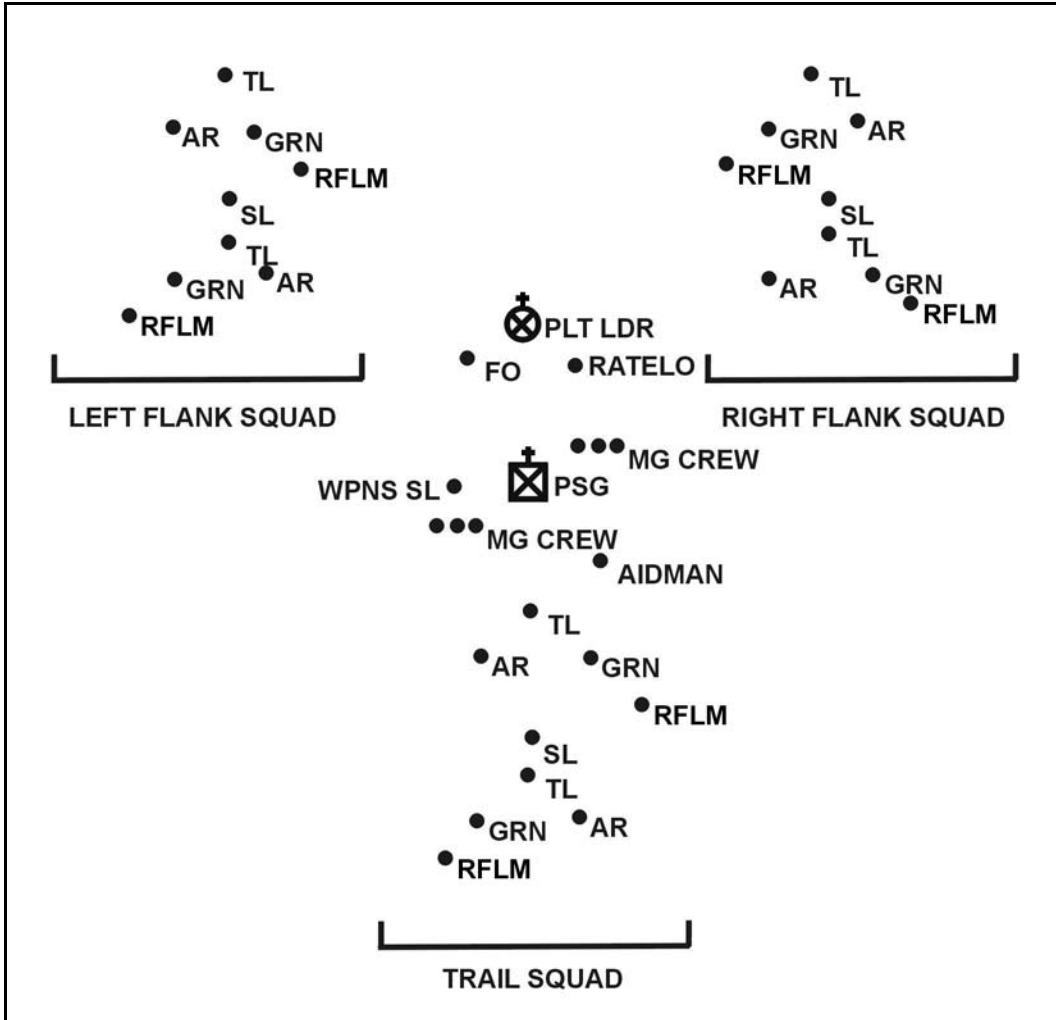 TL
AR
GRN
RFLM
SL
TL
GRN
AR
RFLM
LEFT FLANK SQUAD
TL
GRN
AR
RFLM
SL
TL
AR
GRN
RFLM
RIGHT FLANK SQUAD
PLT LDR
FO
RATELO
MG CREW
WPNS SL
PSG
MG CREW
AIDMAN
TL
AR
GRN
RFLM
SL
TL
GRN
AR
RFLM
TRAIL SQUAD